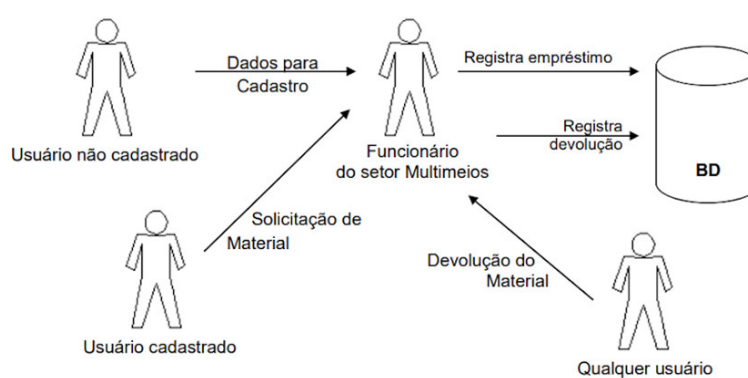 Dados para
Cadastro
Registra empréstimo
Registra
devolução
BD
Usuário não cadastrado
Funcionário
do setor Multimeios
Solicitação de
Material
Devolução do
Material
Usuário cadastrado
Qualquer usuário